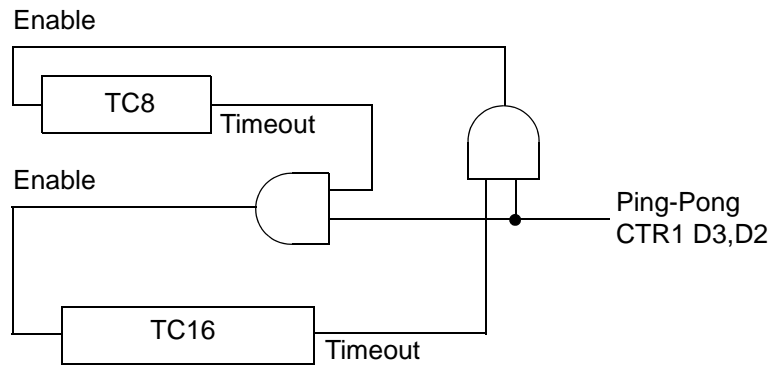 Enable
TC8
Timeout
Enable
Ping-Pong
CTR1 D3,D2
TC16
Timeout